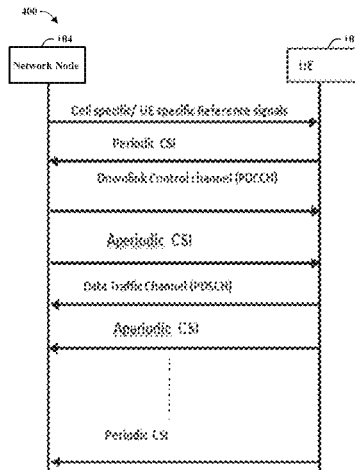 400
104
Network Node
UE
Cell specific/ UE specific Reference signals
Periodic CSI
Downlink Control channel (PDCCH)
Aperiodic CSI
Data Traffic Channel (PDSCH)
Aperiodic CSI
Periodic CSI